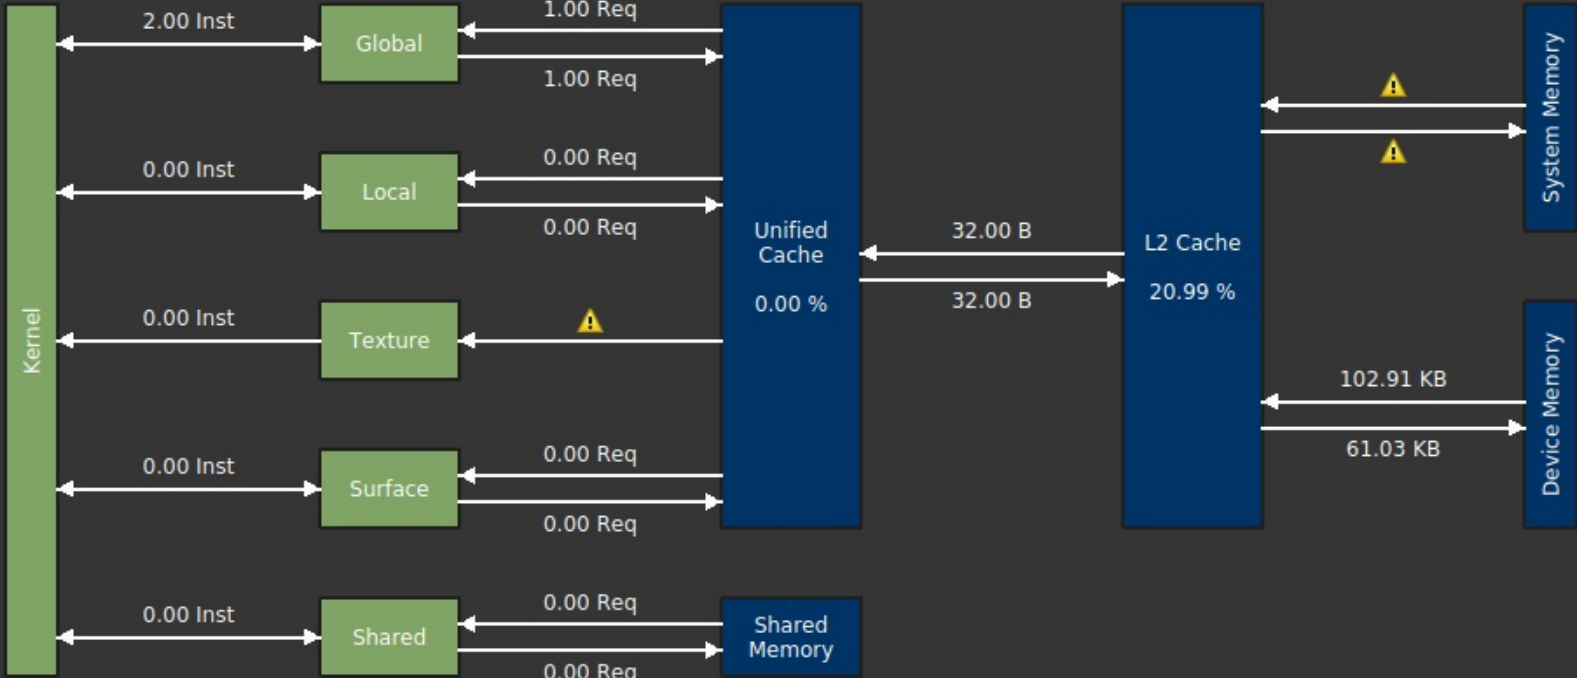 Kernel
2.00 Inst
Global
1.00 Req
1.00 Req
0.00 Inst
Local
0.00 Req
0.00 Req
0.00 Inst
Texture
0.00 Inst
Surface
0.00 Req
0.00 Req
0.00 Inst
Shared
0.00 Req
0.00 Req
Unified
Cache
0.00 %
Shared
Memory
32.00 B
32.00 B
L2 Cache
20.99 %
System Memory
102.91 KB
61.03 KB
Device Memory